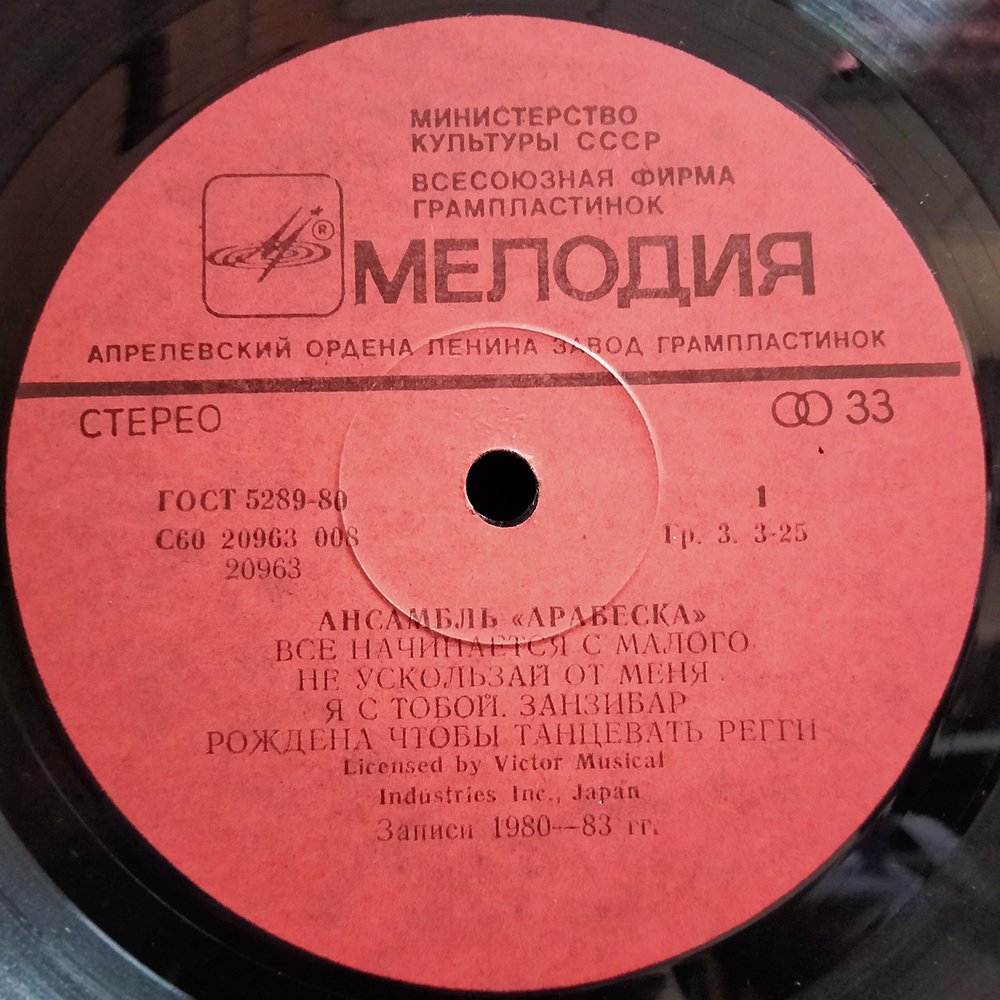 МИНИСТЕРСТВО
КУЛЬТУРЫ СССР
ВСЕСОЮЗНАЯ ФИРМА
ГРАМПЛАСТИНОК
®
МЕЛОДИЯ
АПРЕЛЕВСКИЙ ОРДЕНА ЛЕНИНА ЗАВОД ГРАМПЛАСТИНОК
СТЕРЕО
33
ГОСТ 5289-80
1
С60 20963 008
Гр. 3. 3-25
20963
АНСАМБЛЬ «АРАБЕСКА»
ВСЕ НАЧИНАЕТСЯ С МАЛОГО
НЕ УСКОЛЬЗАЙ ОТ МЕНЯ
Я С ТОБОЙ. ЗАНЗИБАР
РОЖДЕНА ЧТОБЫ ТАНЦЕВАТЬ РЕГГИ
Licensed by Victor Musical
Industries Inc., Japan
Записи 1980—83 гг.